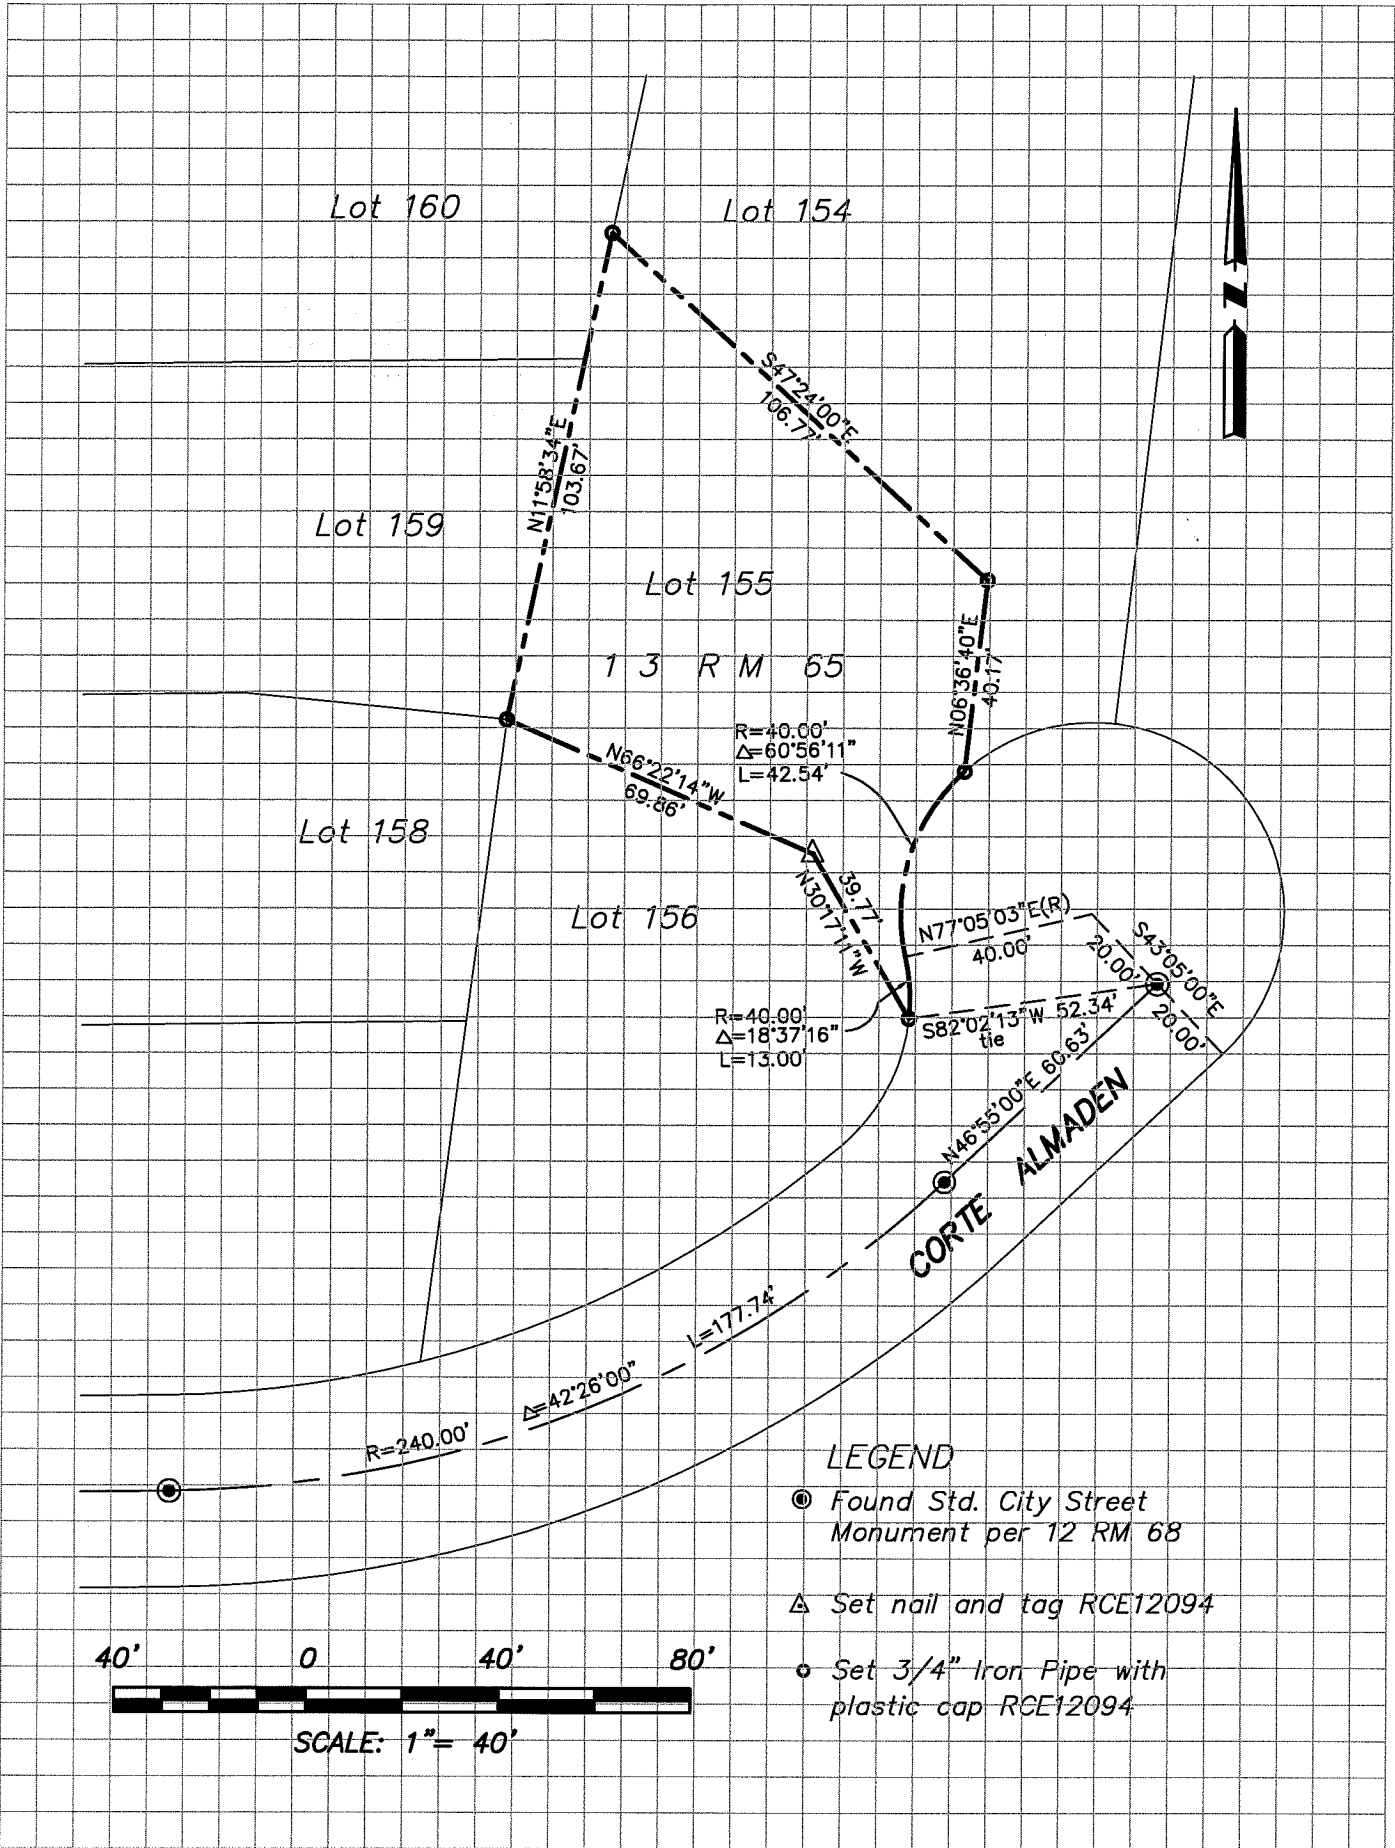 Lot 160
Lot 154
N
S47°24'00"E
106.77'
N11°58'34"E
103.67'
Lot 159
Lot 155
13 RM 65
N06°36'40"E
40.17'
R=40.00'
Δ=60°56'11"
L=42.54'
N66°22'14"W
69.86'
Lot 158
39.77'
N30°17'11"W
Lot 156
N77°05'03"E(R)
40.00'
S43°05'00"E
20.00'
20.00'
R=40.00'
Δ=18°37'16"
L=13.00'
S82°02'13"W 52.34'
tie
N46°55'00"E 60.63'
CORTE ALMADEN
L=177.74'
Δ=42°26'00"
R=240.00'
LEGEND
Found Std. City Street
Monument per 12 RM 68
Set nail and tag RCE12094
Set 3/4" Iron Pipe with
plastic cap RCE12094
40' 0 40' 80'
SCALE: 1"= 40'